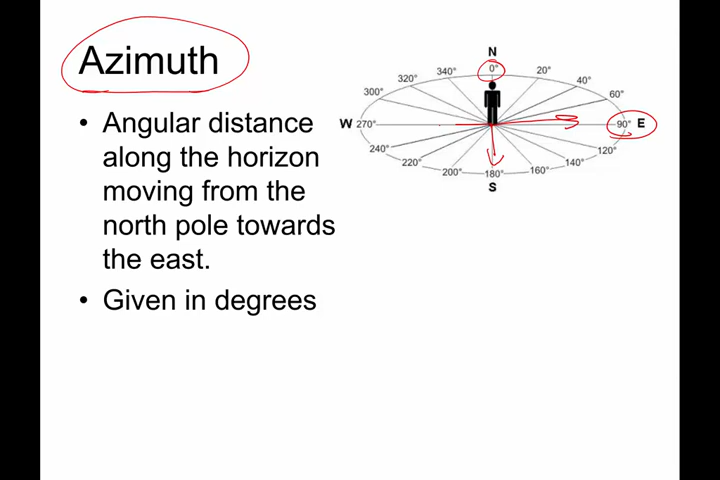 Azimuth
• Angular distance
along the horizon
moving from the
north pole towards
the east.
• Given in degrees
N
0°
20°
40°
60°
90° E
120°
140°
160°
180°
S
200°
220°
240°
W 270°
300°
320°
340°